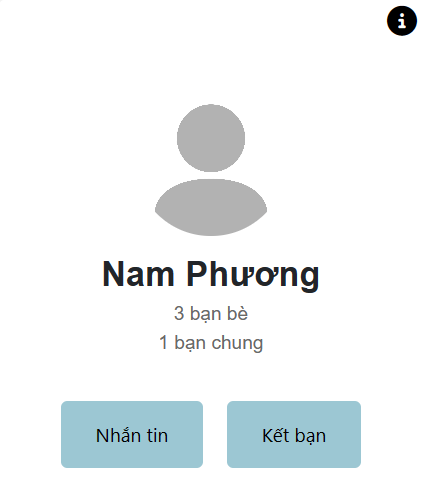 Nam Phương
3 bạn bè
1 bạn chung
Nhắn tin
Kết bạn